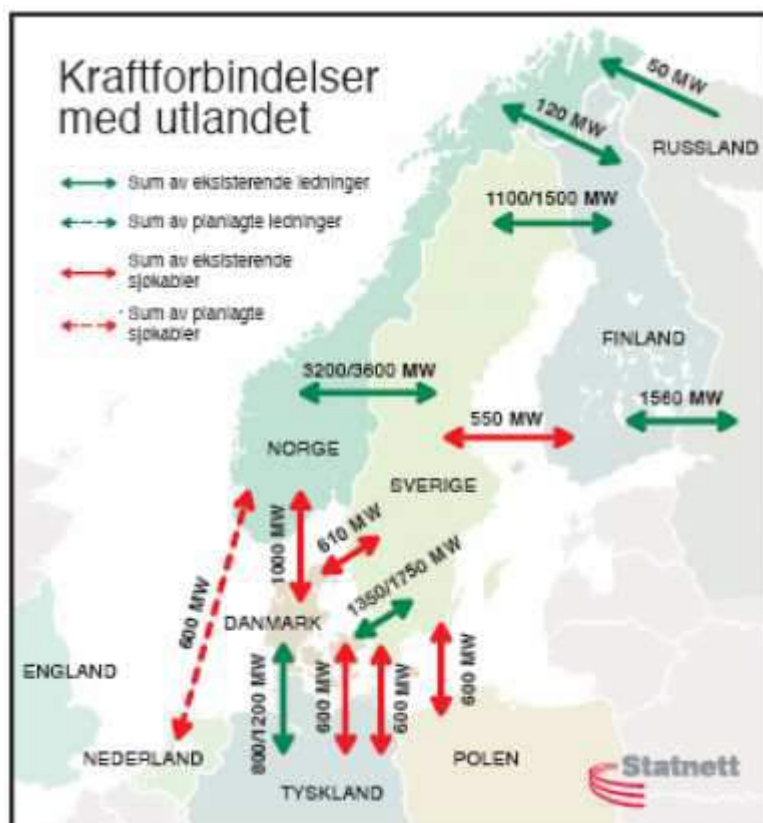 Kraftforbindelser
med utlandet
Sum av eksisterende ledninger
Sum av planlagte ledninger
Sum av eksisterende
sjøkabler
Sum av planlagte
sjøkabler
50 MW
120 MW
RUSSLAND
1100/1500 MW
FINLAND
3200/3600 MW
1560 MW
550 MW
NORGE
SVERIGE
1000 MW
610 MW
1350/1750 MW
600 MW
DANMARK
ENGLAND
800/1200 MW
600 MW
600 MW
600 MW
NEDERLAND
POLEN
TYSKLAND
Statnett